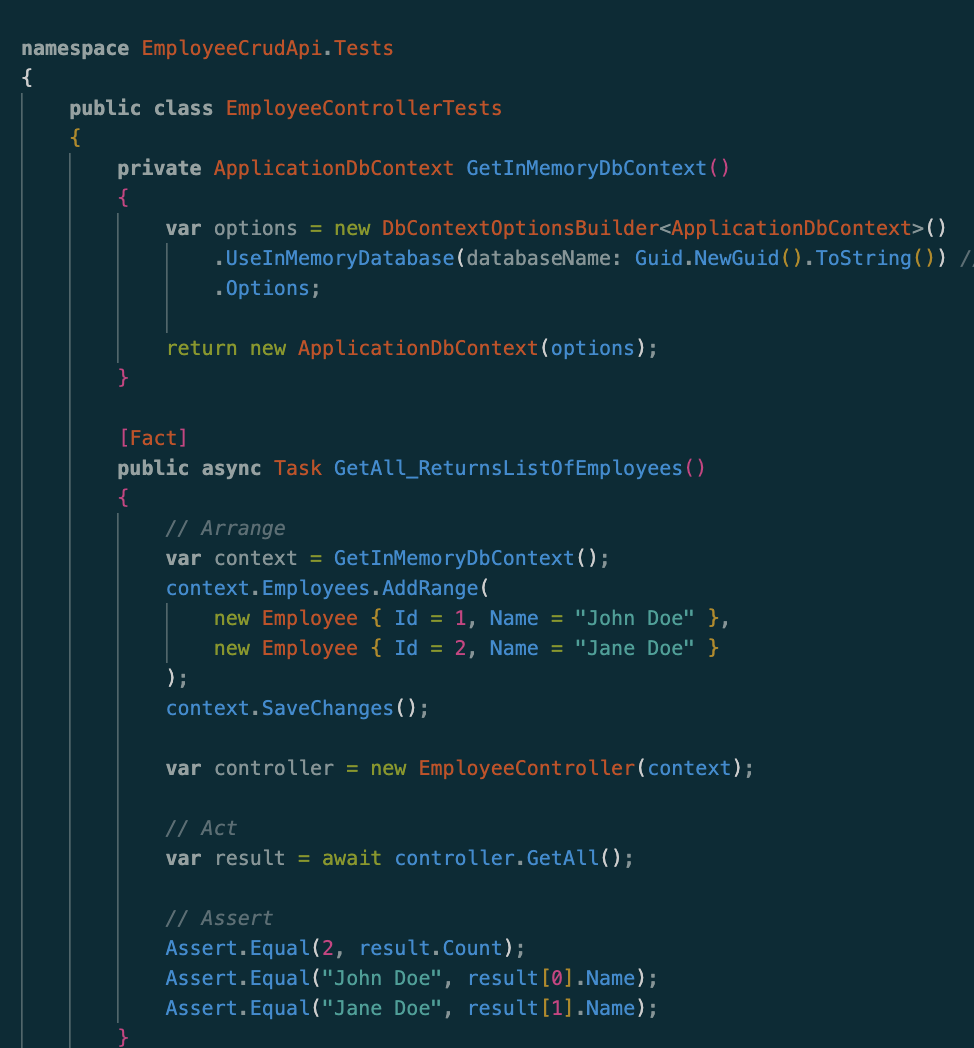 namespace EmployeeCrudApi.Tests
{
    public class EmployeeControllerTests
    {
        private ApplicationDbContext GetInMemoryDbContext()
        {
            var options = new DbContextOptionsBuilder<ApplicationDbContext>()
                .UseInMemoryDatabase(databaseName: Guid.NewGuid().ToString()) //
                .Options;

            return new ApplicationDbContext(options);
        }

        [Fact]
        public async Task GetAll_ReturnsListOfEmployees()
        {
            // Arrange
            var context = GetInMemoryDbContext();
            context.Employees.AddRange(
                new Employee { Id = 1, Name = "John Doe" },
                new Employee { Id = 2, Name = "Jane Doe" }
            );
            context.SaveChanges();

            var controller = new EmployeeController(context);

            // Act
            var result = await controller.GetAll();

            // Assert
            Assert.Equal(2, result.Count);
            Assert.Equal("John Doe", result[0].Name);
            Assert.Equal("Jane Doe", result[1].Name);
        }